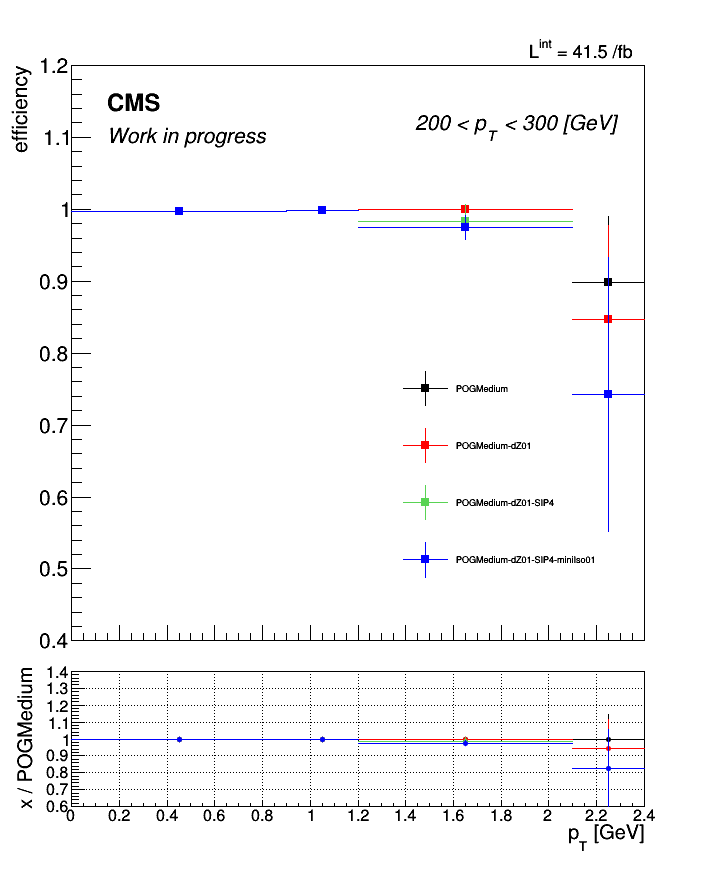 L^int = 41.5 /fb
efficiency
1.2
1.1
1
0.9
0.8
0.7
0.6
0.5
0.4
CMS
Work in progress
200 < p_T < 300 [GeV]
POGMedium
POGMedium-dZ01
POGMedium-dZ01-SIP4
POGMedium-dZ01-SIP4-miniIso01
x / POGMedium
1.4
1.3
1.2
1.1
1
0.9
0.8
0.7
0.6
0 0.2 0.4 0.6 0.8 1 1.2 1.4 1.6 1.8 2 2.2 2.4
p_T [GeV]